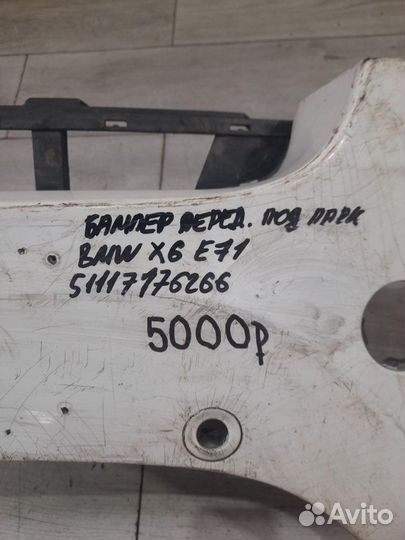 БАМПЕР ПЕРЕД. ПОД ПАРК
BMW X6 E71
51117176266
5000р
Avito